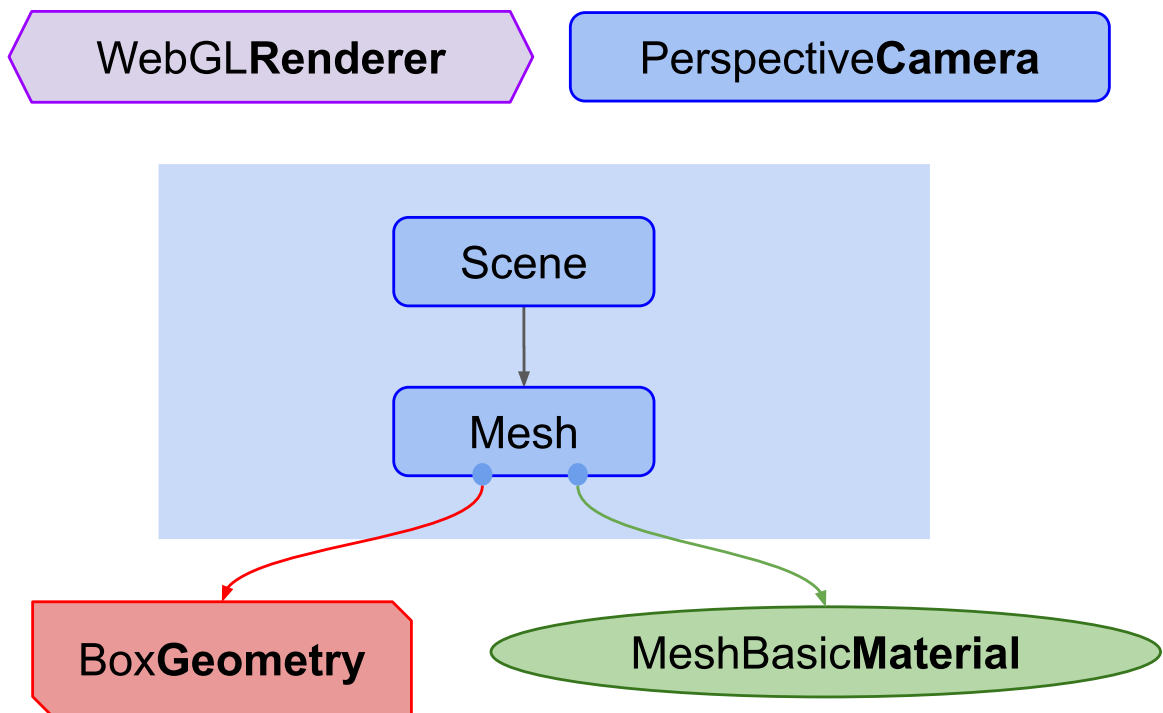 WebGLRenderer
PerspectiveCamera
Scene
Mesh
BoxGeometry
MeshBasicMaterial